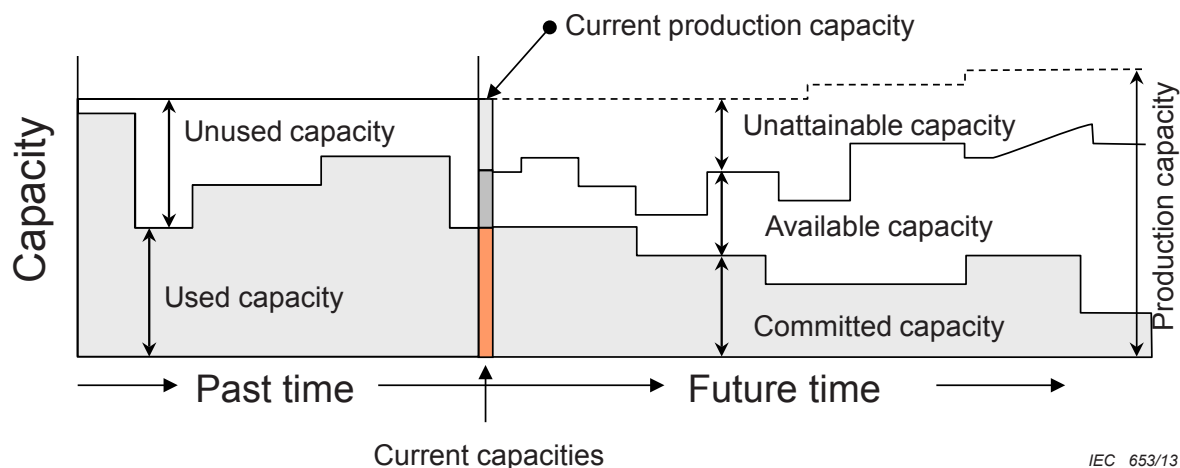 Current production capacity
Capacity
Unused capacity
Unattainable capacity
Production capacity
Available capacity
Used capacity
Committed capacity
Past time
Future time
Current capacities
IEC 653/13